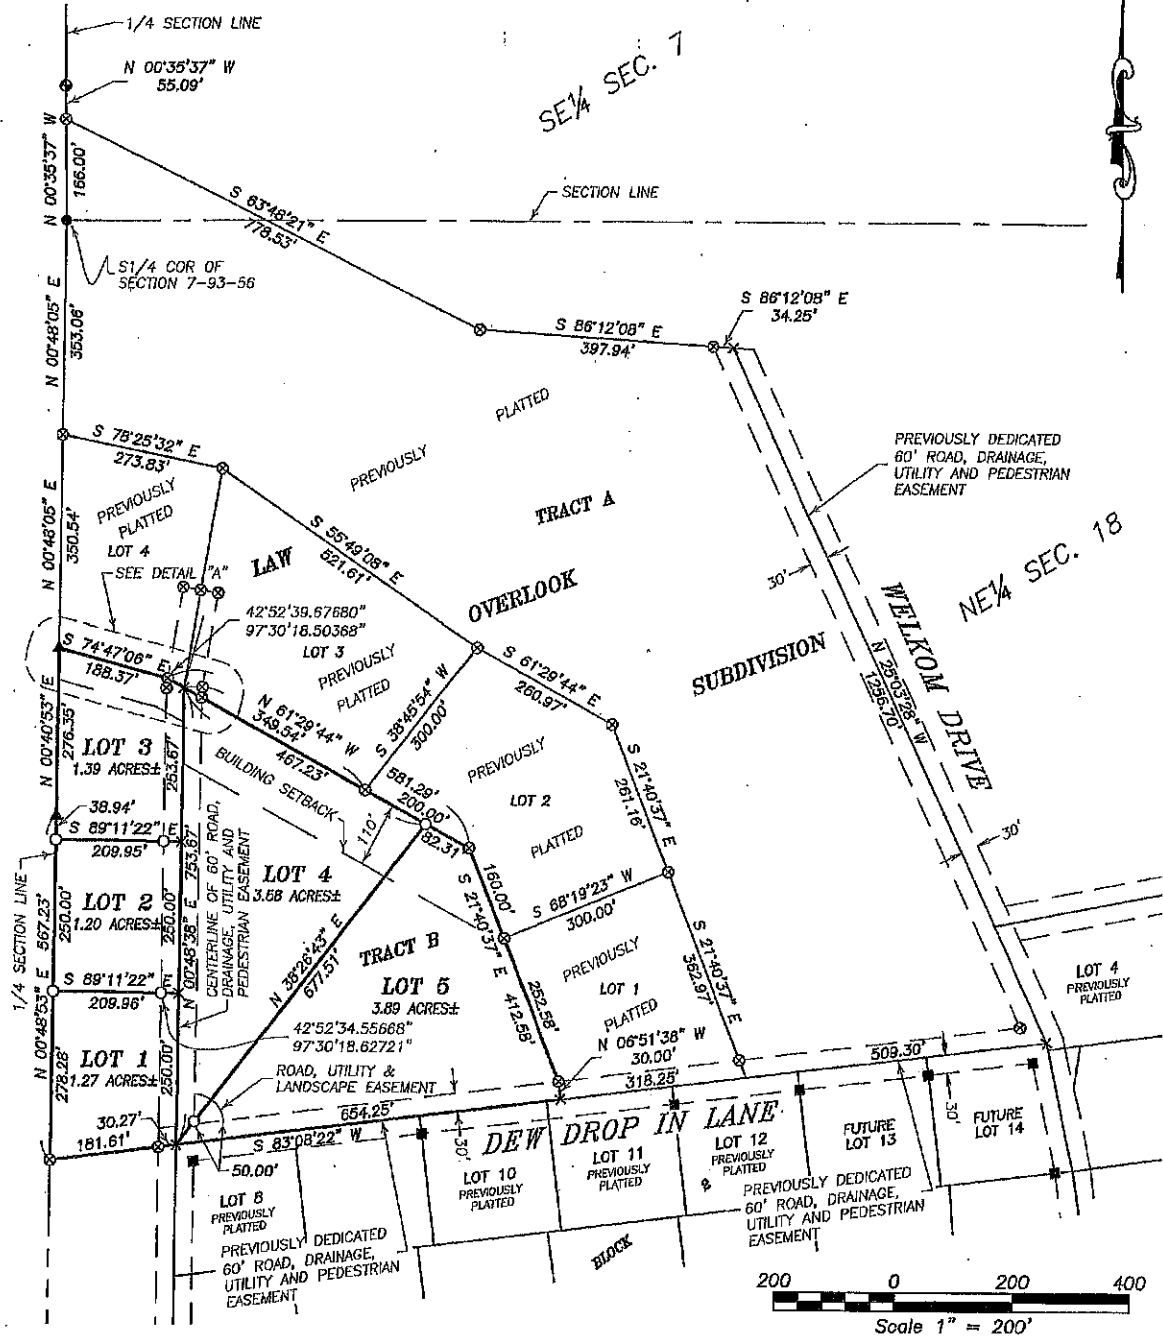 1/4 SECTION LINE
N 00°35'37" W
55.09'
SE¼ SEC. 7
N 00°35'37" W
166.00'
S 63°48'21" E
778.53'
SECTION LINE
S1/4 COR OF
SECTION 7-93-56
N 00°48'05" E
353.06'
S 86°12'08" E
34.25'
S 86°12'08" E
397.94'
PLATTED
S 78°25'32" E
273.83'
PREVIOUSLY
PREVIOUSLY DEDICATED
60' ROAD, DRAINAGE,
UTILITY AND PEDESTRIAN
EASEMENT
PREVIOUSLY
PLATTED
LOT 4
SEE DETAIL "A"
N 00°48'05" E
350.54'
TRACT A
S 55°49'08" E
521.61'
LAW
OVERLOOK
SUBDIVISION
30'
NE¼ SEC. 18
WELKOM DRIVE
N 25°03'28" W
1256.70'
30'
42°52'39.67680"
97°30'18.50368"
LOT 3
PREVIOUSLY
PLATTED
S 74°47'06" E
188.37'
S 61°29'44" E
260.97'
S 38°45'54" W
300.00'
N 61°29'44" W
349.54'
467.23'
BUILDING SETBACK
581.29'
200.00'
82.31
110'
PREVIOUSLY
LOT 2
PLATTED
S 21°40'37" E
261.16'
N 00°40'53" E
276.35'
LOT 3
1.39 ACRES±
253.67'
38.94'
S 89°11'22" E
209.95'
LOT 4
3.68 ACRES±
160.00'
S 68°19'23" W
300.00'
1/4 SECTION LINE
N 00°48'53" E 567.23'
250.00'
LOT 2
1.20 ACRES±
250.00'
N 00°48'38" E 753.67'
CENTERLINE OF 60' ROAD,
DRAINAGE, UTILITY AND
PEDESTRIAN EASEMENT
N 38°26'43" E
677.51'
TRACT B
LOT 5
3.89 ACRES±
S 21°40'37" E
412.58'
252.58'
PREVIOUSLY
LOT 1
PLATTED
S 21°40'37" E
362.97'
LOT 4
PREVIOUSLY
PLATTED
S 89°11'22" E
209.96'
42°52'34.55668"
97°30'18.62721"
N 06°51'38" W
30.00'
318.25'
509.30'
LOT 1
1.27 ACRES±
278.28'
250.00'
ROAD, UTILITY &
LANDSCAPE EASEMENT
30.27'
181.61'
654.25'
S 83°08'22" W
50.00'
30'
DEW DROP IN LANE
30'
LOT 8
PREVIOUSLY
PLATTED
LOT 10
PREVIOUSLY
PLATTED
LOT 11
PREVIOUSLY
PLATTED
LOT 12
PREVIOUSLY
PLATTED
FUTURE
LOT 13
FUTURE
LOT 14
PREVIOUSLY DEDICATED
60' ROAD, DRAINAGE,
UTILITY AND PEDESTRIAN
EASEMENT
PREVIOUSLY DEDICATED
60' ROAD, DRAINAGE,
UTILITY AND PEDESTRIAN
EASEMENT
BLOCK
200 0 200 400
Scale 1" = 200'